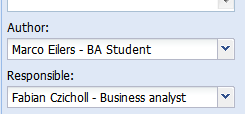 Author:
Marco Eilers - BA Student
Responsible:
Fabian Czicholl - Business analyst